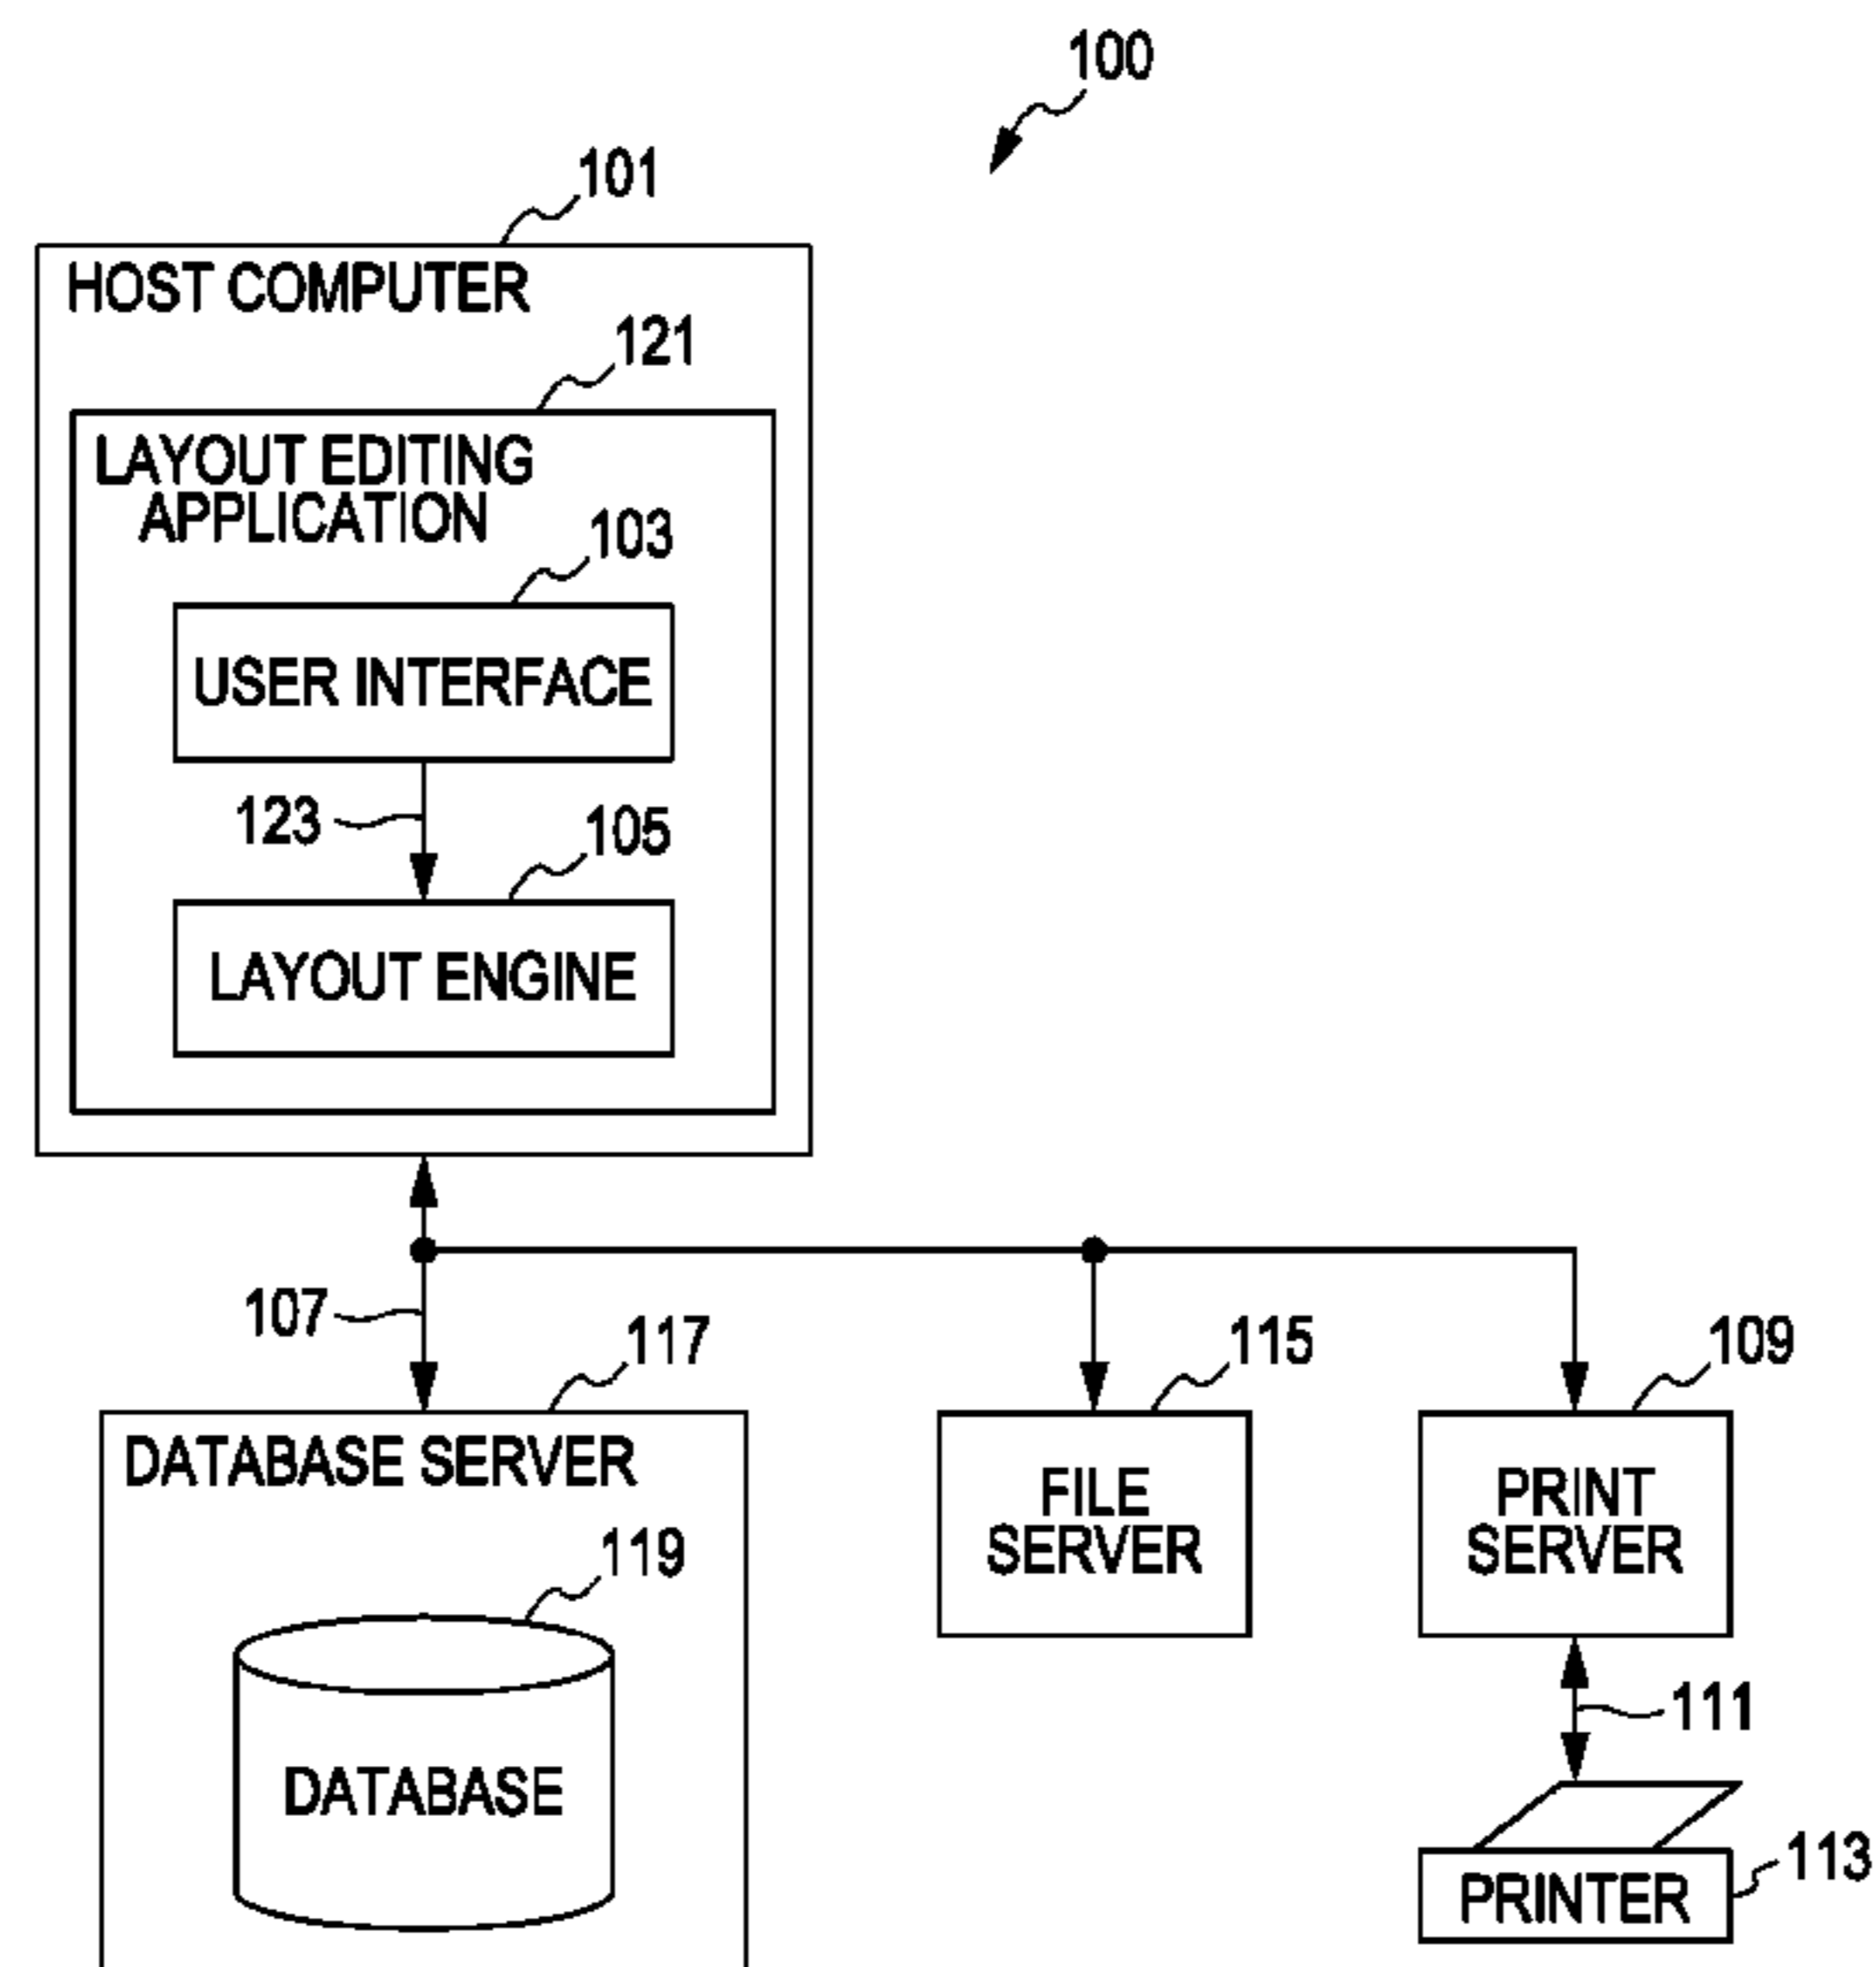 100
101
HOST COMPUTER
121
LAYOUT EDITING
APPLICATION
103
USER INTERFACE
123
105
LAYOUT ENGINE
107
117
115
109
DATABASE SERVER
FILE
SERVER
PRINT
SERVER
119
DATABASE
111
113
PRINTER